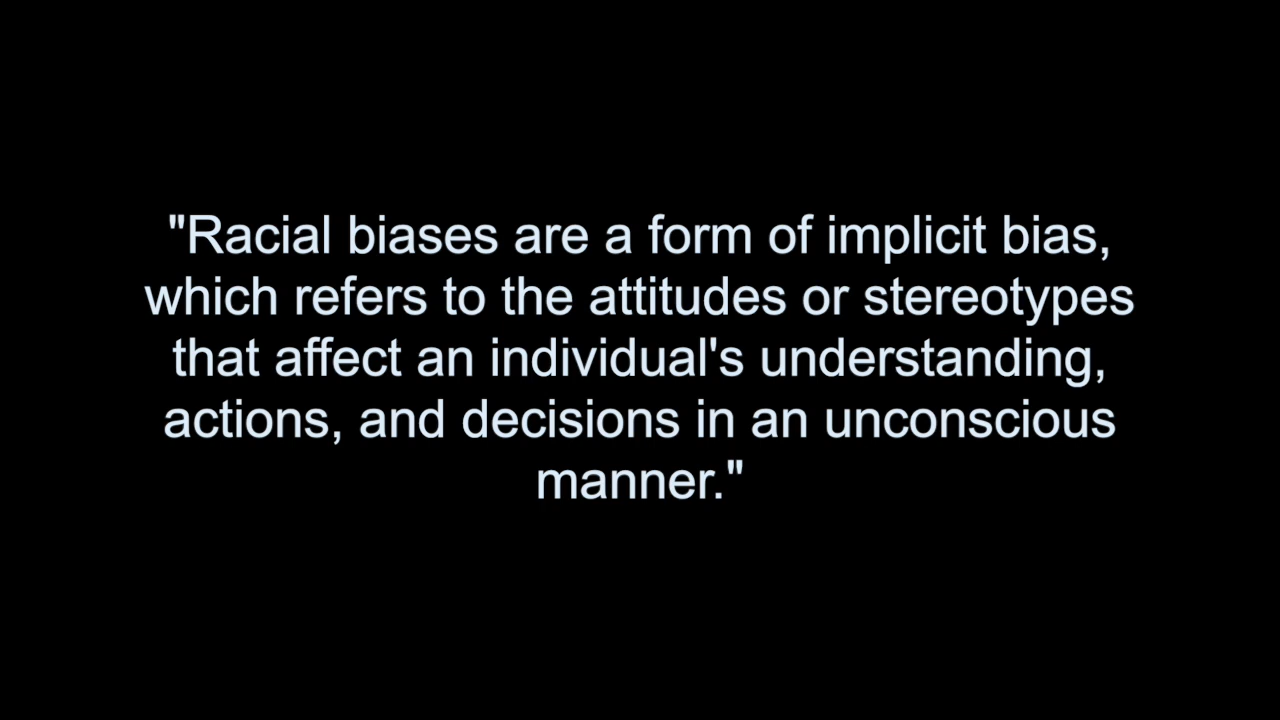 "Racial biases are a form of implicit bias,
which refers to the attitudes or stereotypes
that affect an individual's understanding,
actions, and decisions in an unconscious
manner."